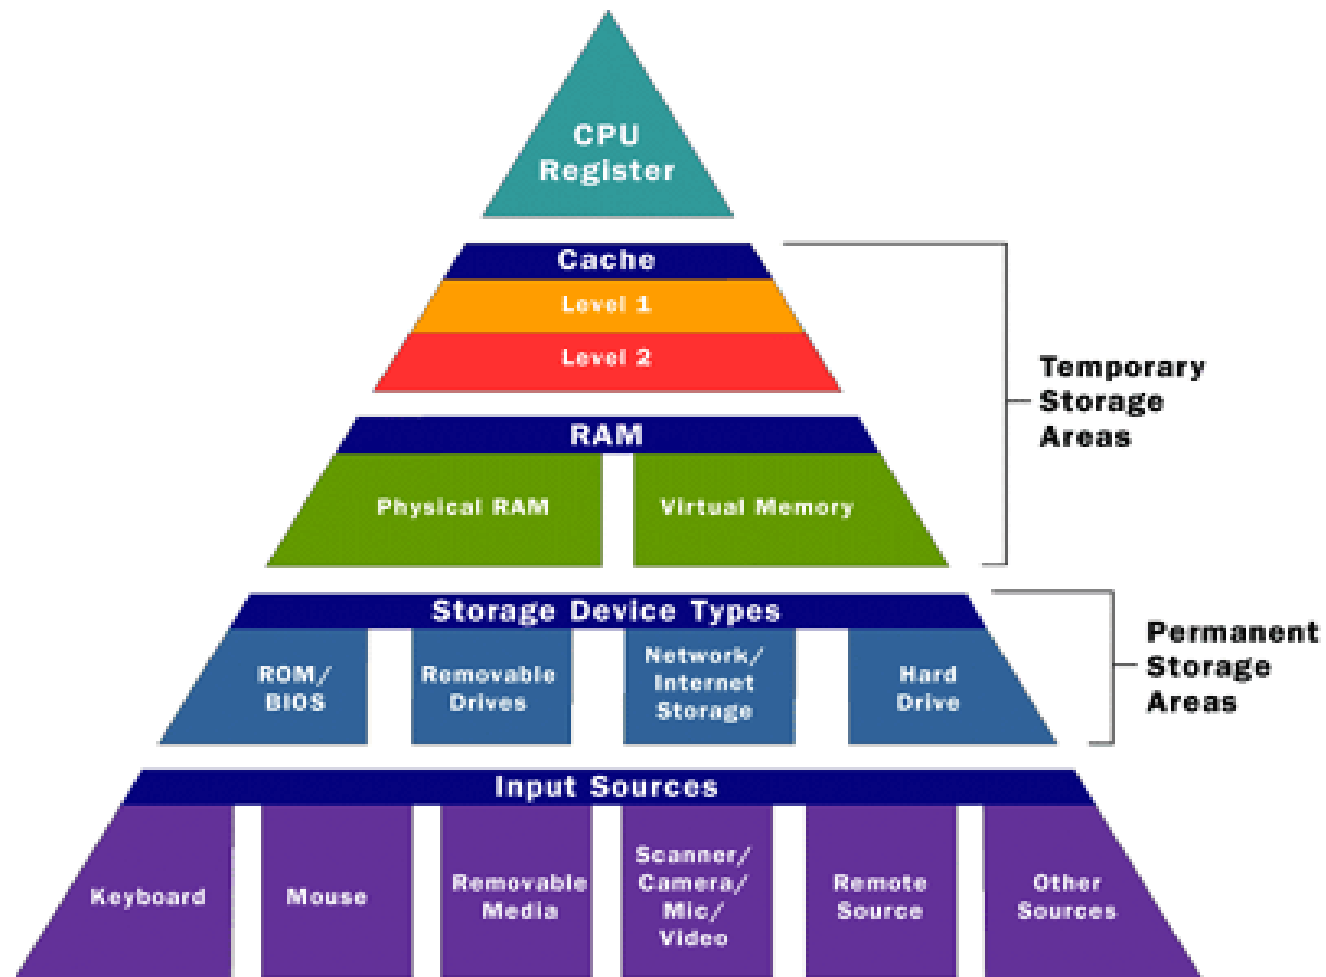 CPU
Register
Cache
Level 1
Level 2
Temporary
Storage
Areas
RAM
Physical RAM
Virtual Memory
Storage Device Types
ROM/
BIOS
Removable
Drives
Network/
Internet
Storage
Hard
Drive
Permanent
Storage
Areas
Input Sources
Keyboard
Mouse
Removable
Media
Scanner/
Camera/
Mic/
Video
Remote
Source
Other
Sources